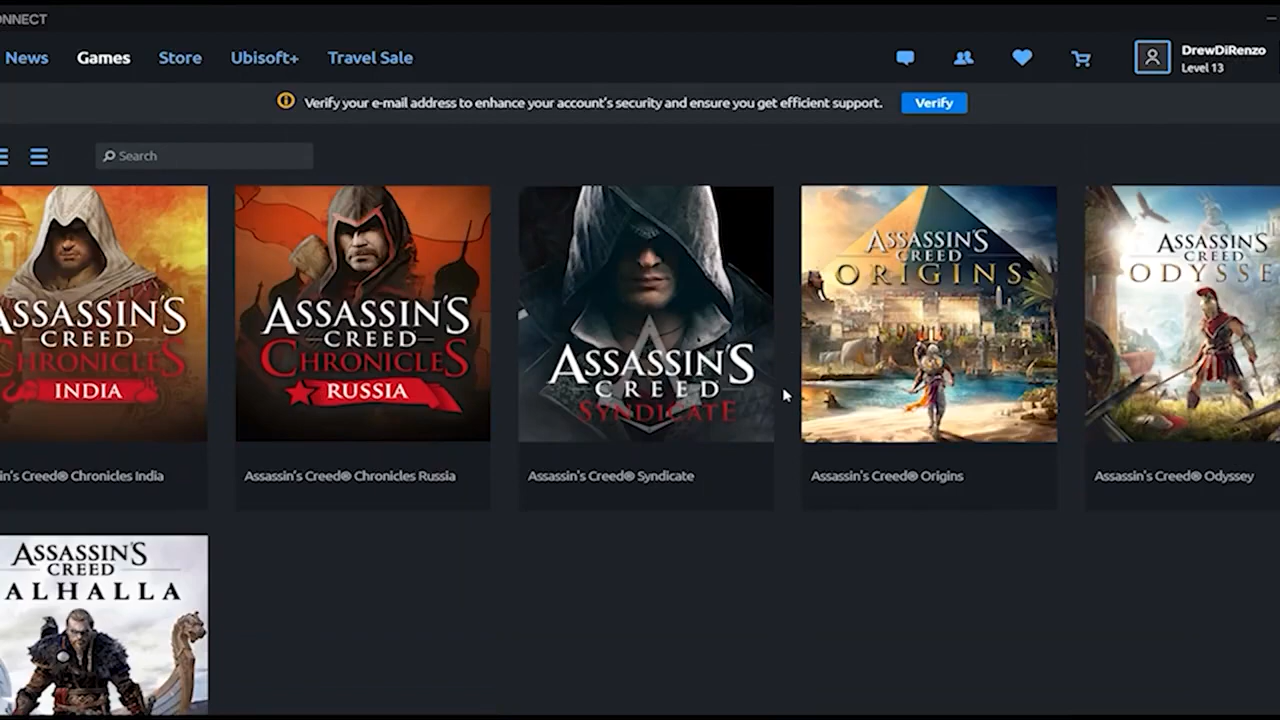 ONNECT
News Games Store Ubisoft+ Travel Sale
DrewDiRenzo
Level 13
Verify your e-mail address to enhance your account's security and ensure you get efficient support. Verify
Search
ASSASSIN'S
CREED
CHRONICLES
INDIA
ASSASSIN'S
CREED
CHRONICLES
RUSSIA
ASSASSIN'S
CREED
SYNDICATE
ASSASSIN'S
CREED
ORIGINS
ASSASSIN'S
CREED
ODYSSE
in's Creed® Chronicles India
Assassin's Creed® Chronicles Russia
Assassin's Creed® Syndicate
Assassin's Creed® Origins
Assassin's Creed® Odyssey
ASSASSIN'S
CREED
ALHALLA